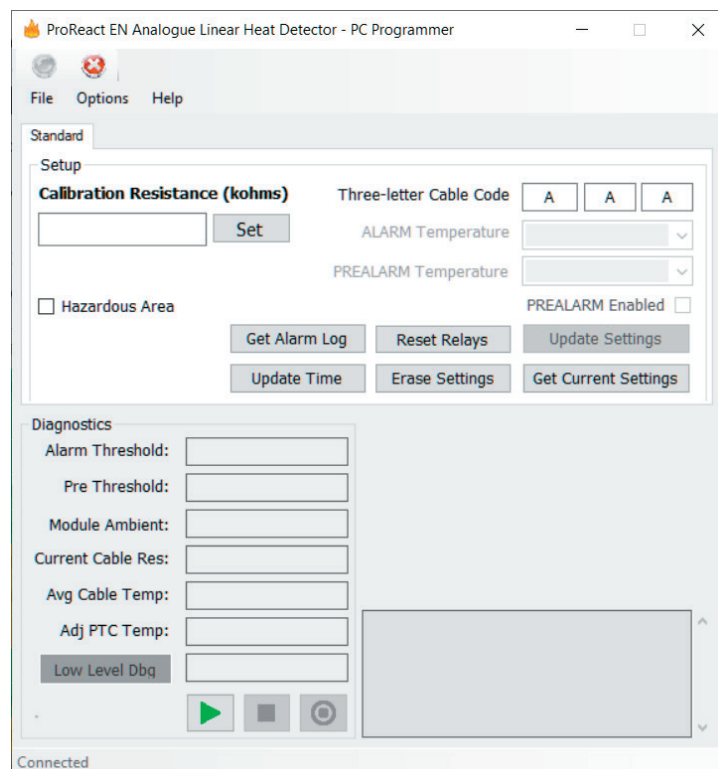 ProReact EN Analogue Linear Heat Detector - PC Programmer
File Options Help
Standard
Setup
Calibration Resistance (kohms)
Three-letter Cable Code A A A
Set
ALARM Temperature
PREALARM Temperature
Hazardous Area
PREALARM Enabled
Get Alarm Log Reset Relays Update Settings
Update Time Erase Settings Get Current Settings
Diagnostics
Alarm Threshold:
Pre Threshold:
Module Ambient:
Current Cable Res:
Avg Cable Temp:
Adj PTC Temp:
Low Level Dbg
Connected